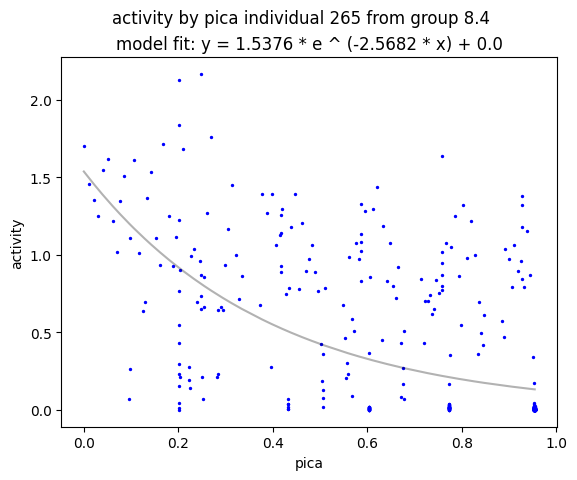 activity by pica individual 265 from group 8.4
model fit: y = 1.5376 * e ^ (-2.5682 * x) + 0.0
2.0
1.5
1.0
0.5
0.0
activity
0.0 0.2 0.4 0.6 0.8 1.0
pica